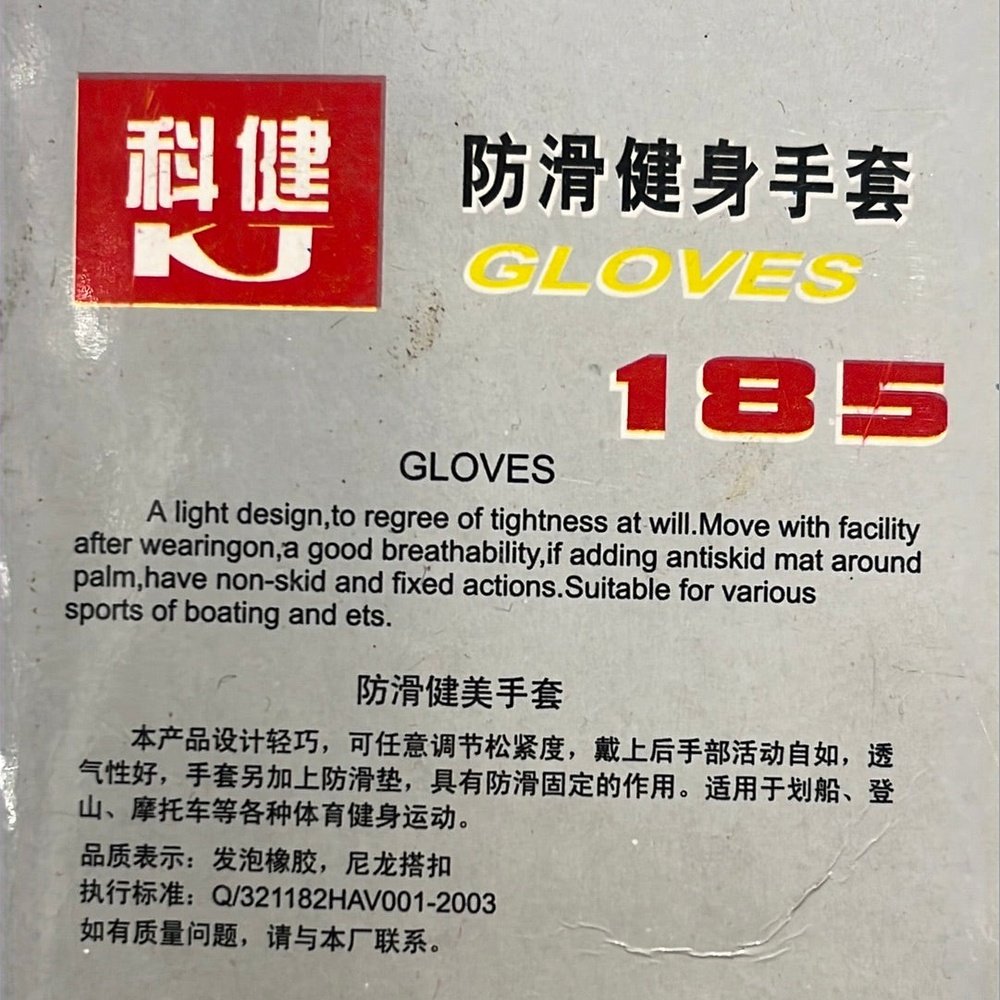 科健
KJ
防滑健身手套
GLOVES
185
GLOVES
A light design,to regree of tightness at will.Move with facility
after wearingon,a good breathability,if adding antiskid mat around
palm,have non-skid and fixed actions.Suitable for various
sports of boating and ets.
防滑健美手套
本产品设计轻巧，可任意调节松紧度，戴上后手部活动自如，透
气性好，手套另加上防滑垫，具有防滑固定的作用。适用于划船、登
山、摩托车等各种体育健身运动。
品质表示：发泡橡胶，尼龙搭扣
执行标准：Q/321182HAV001-2003
如有质量问题，请与本厂联系。